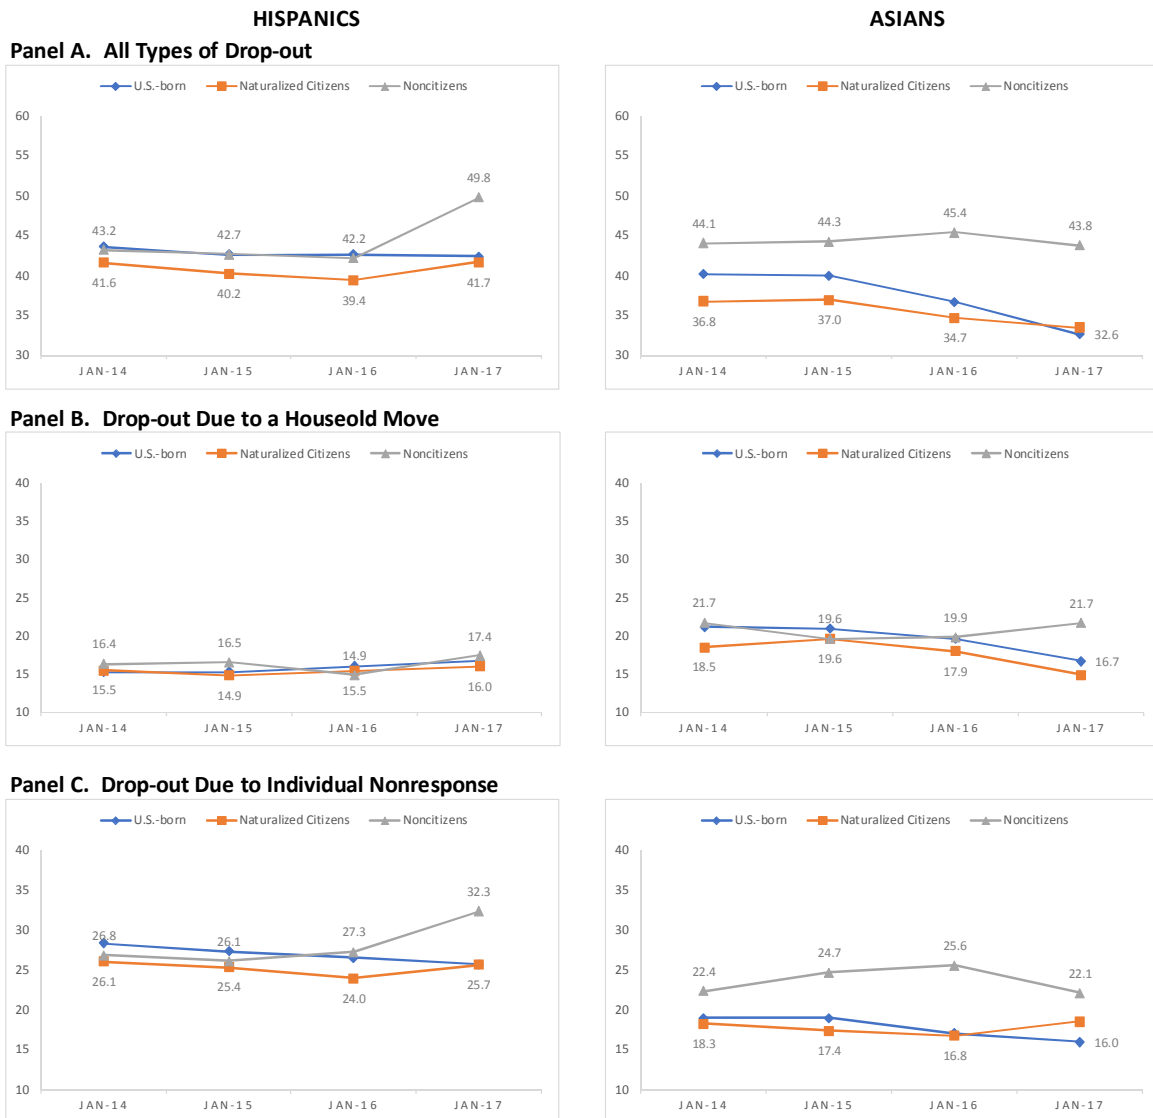 HISPANICS
ASIANS
Panel A. All Types of Drop-out
U.S.-born Naturalized Citizens Noncitizens
60
55
50
45
40
35
30
43.2 42.7 42.2 49.8
41.6 40.2 39.4 41.7
JAN-14 JAN-15 JAN-16 JAN-17
U.S.-born Naturalized Citizens Noncitizens
60
55
50
45
40
35
30
44.1 44.3 45.4 43.8
36.8 37.0 34.7 32.6
JAN-14 JAN-15 JAN-16 JAN-17
Panel B. Drop-out Due to a Houseold Move
U.S.-born Naturalized Citizens Noncitizens
40
35
30
25
20
15
10
16.4 16.5 14.9 17.4
15.5 14.9 15.5 16.0
JAN-14 JAN-15 JAN-16 JAN-17
U.S.-born Naturalized Citizens Noncitizens
40
35
30
25
20
15
10
21.7 19.6 19.9 21.7
18.5 19.6 17.9 16.7
JAN-14 JAN-15 JAN-16 JAN-17
Panel C. Drop-out Due to Individual Nonresponse
U.S.-born Naturalized Citizens Noncitizens
40
35
30
25
20
15
10
26.8 26.1 27.3 32.3
26.1 25.4 24.0 25.7
JAN-14 JAN-15 JAN-16 JAN-17
U.S.-born Naturalized Citizens Noncitizens
40
35
30
25
20
15
10
22.4 24.7 25.6 22.1
18.3 17.4 16.8 16.0
JAN-14 JAN-15 JAN-16 JAN-17